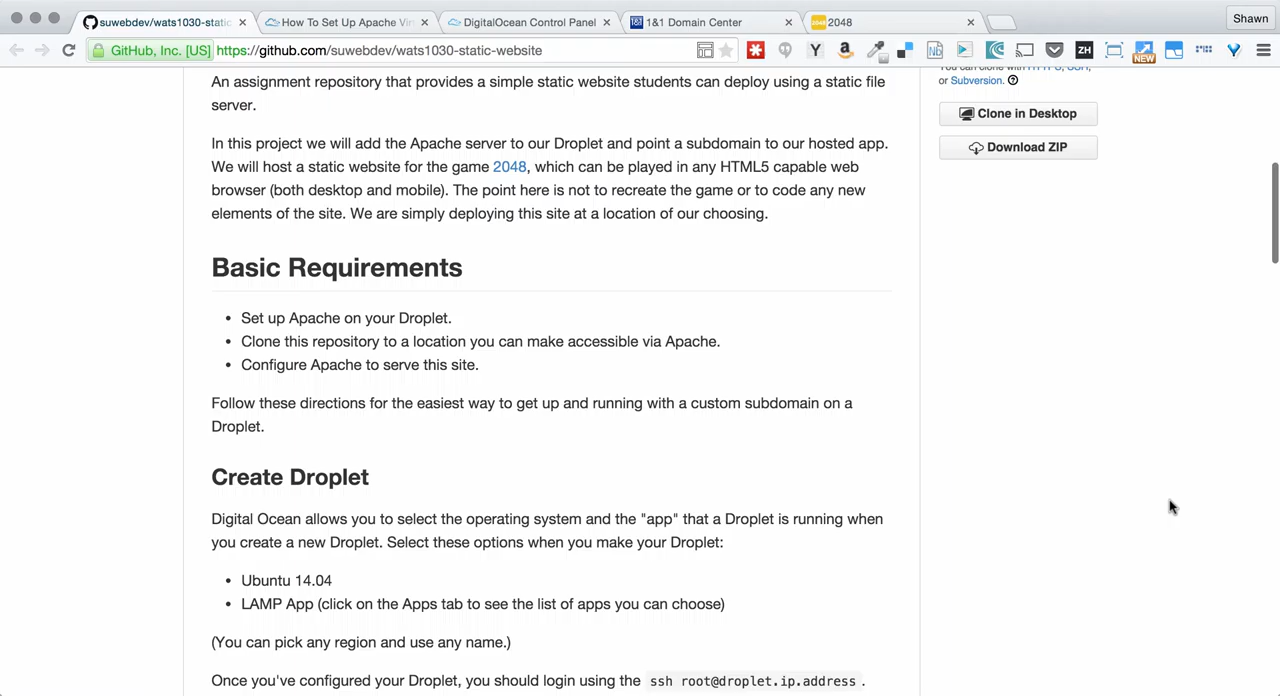 suwebdev/wats1030-static
How To Set Up Apache Vir
DigitalOcean Control Panel
1&1 Domain Center
2048
Shawn
GitHub, Inc. [US] https://github.com/suwebdev/wats1030-static-website
An assignment repository that provides a simple static website students can deploy using a static file
server.
In this project we will add the Apache server to our Droplet and point a subdomain to our hosted app.
We will host a static website for the game 2048, which can be played in any HTML5 capable web
browser (both desktop and mobile). The point here is not to recreate the game or to code any new
elements of the site. We are simply deploying this site at a location of our choosing.
Basic Requirements
• Set up Apache on your Droplet.
• Clone this repository to a location you can make accessible via Apache.
• Configure Apache to serve this site.
Follow these directions for the easiest way to get up and running with a custom subdomain on a
Droplet.
Create Droplet
Digital Ocean allows you to select the operating system and the "app" that a Droplet is running when
you create a new Droplet. Select these options when you make your Droplet:
• Ubuntu 14.04
• LAMP App (click on the Apps tab to see the list of apps you can choose)
(You can pick any region and use any name.)
Once you've configured your Droplet, you should login using the ssh root@droplet.ip.address .
or Subversion.
Clone in Desktop
Download ZIP